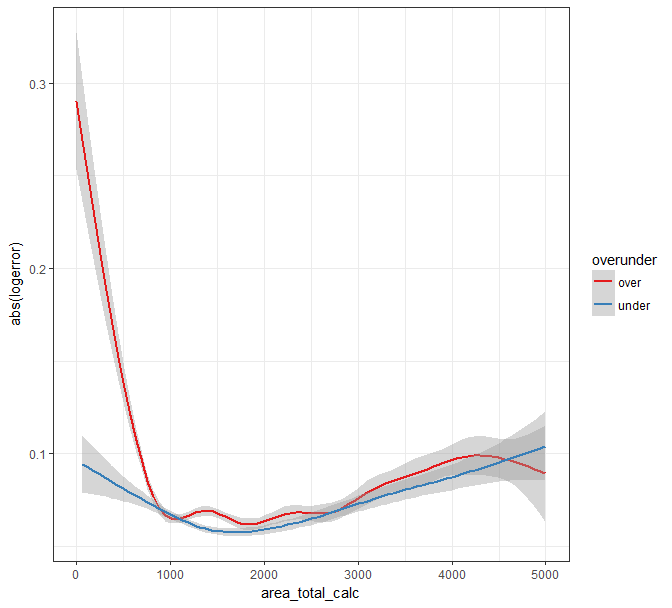 0.3
0.2
0.1
abs(logerror)
0 1000 2000 3000 4000 5000
area_total_calc
overunder
over
under